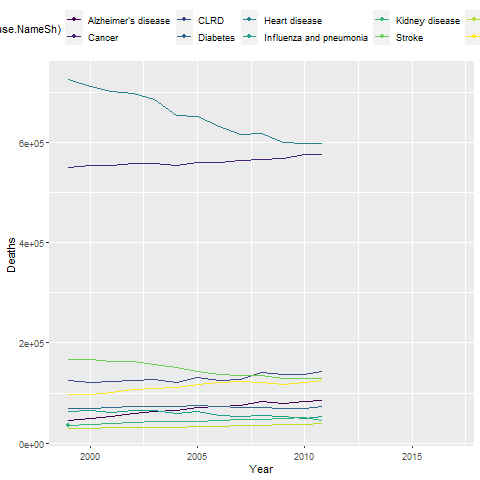 use.NameSh)
Alzheimer's disease CLRD Heart disease Kidney disease
Cancer Diabetes Influenza and pneumonia Stroke
6e+05
4e+05
2e+05
0e+00
Deaths
2000 2005 2010 2015
Year